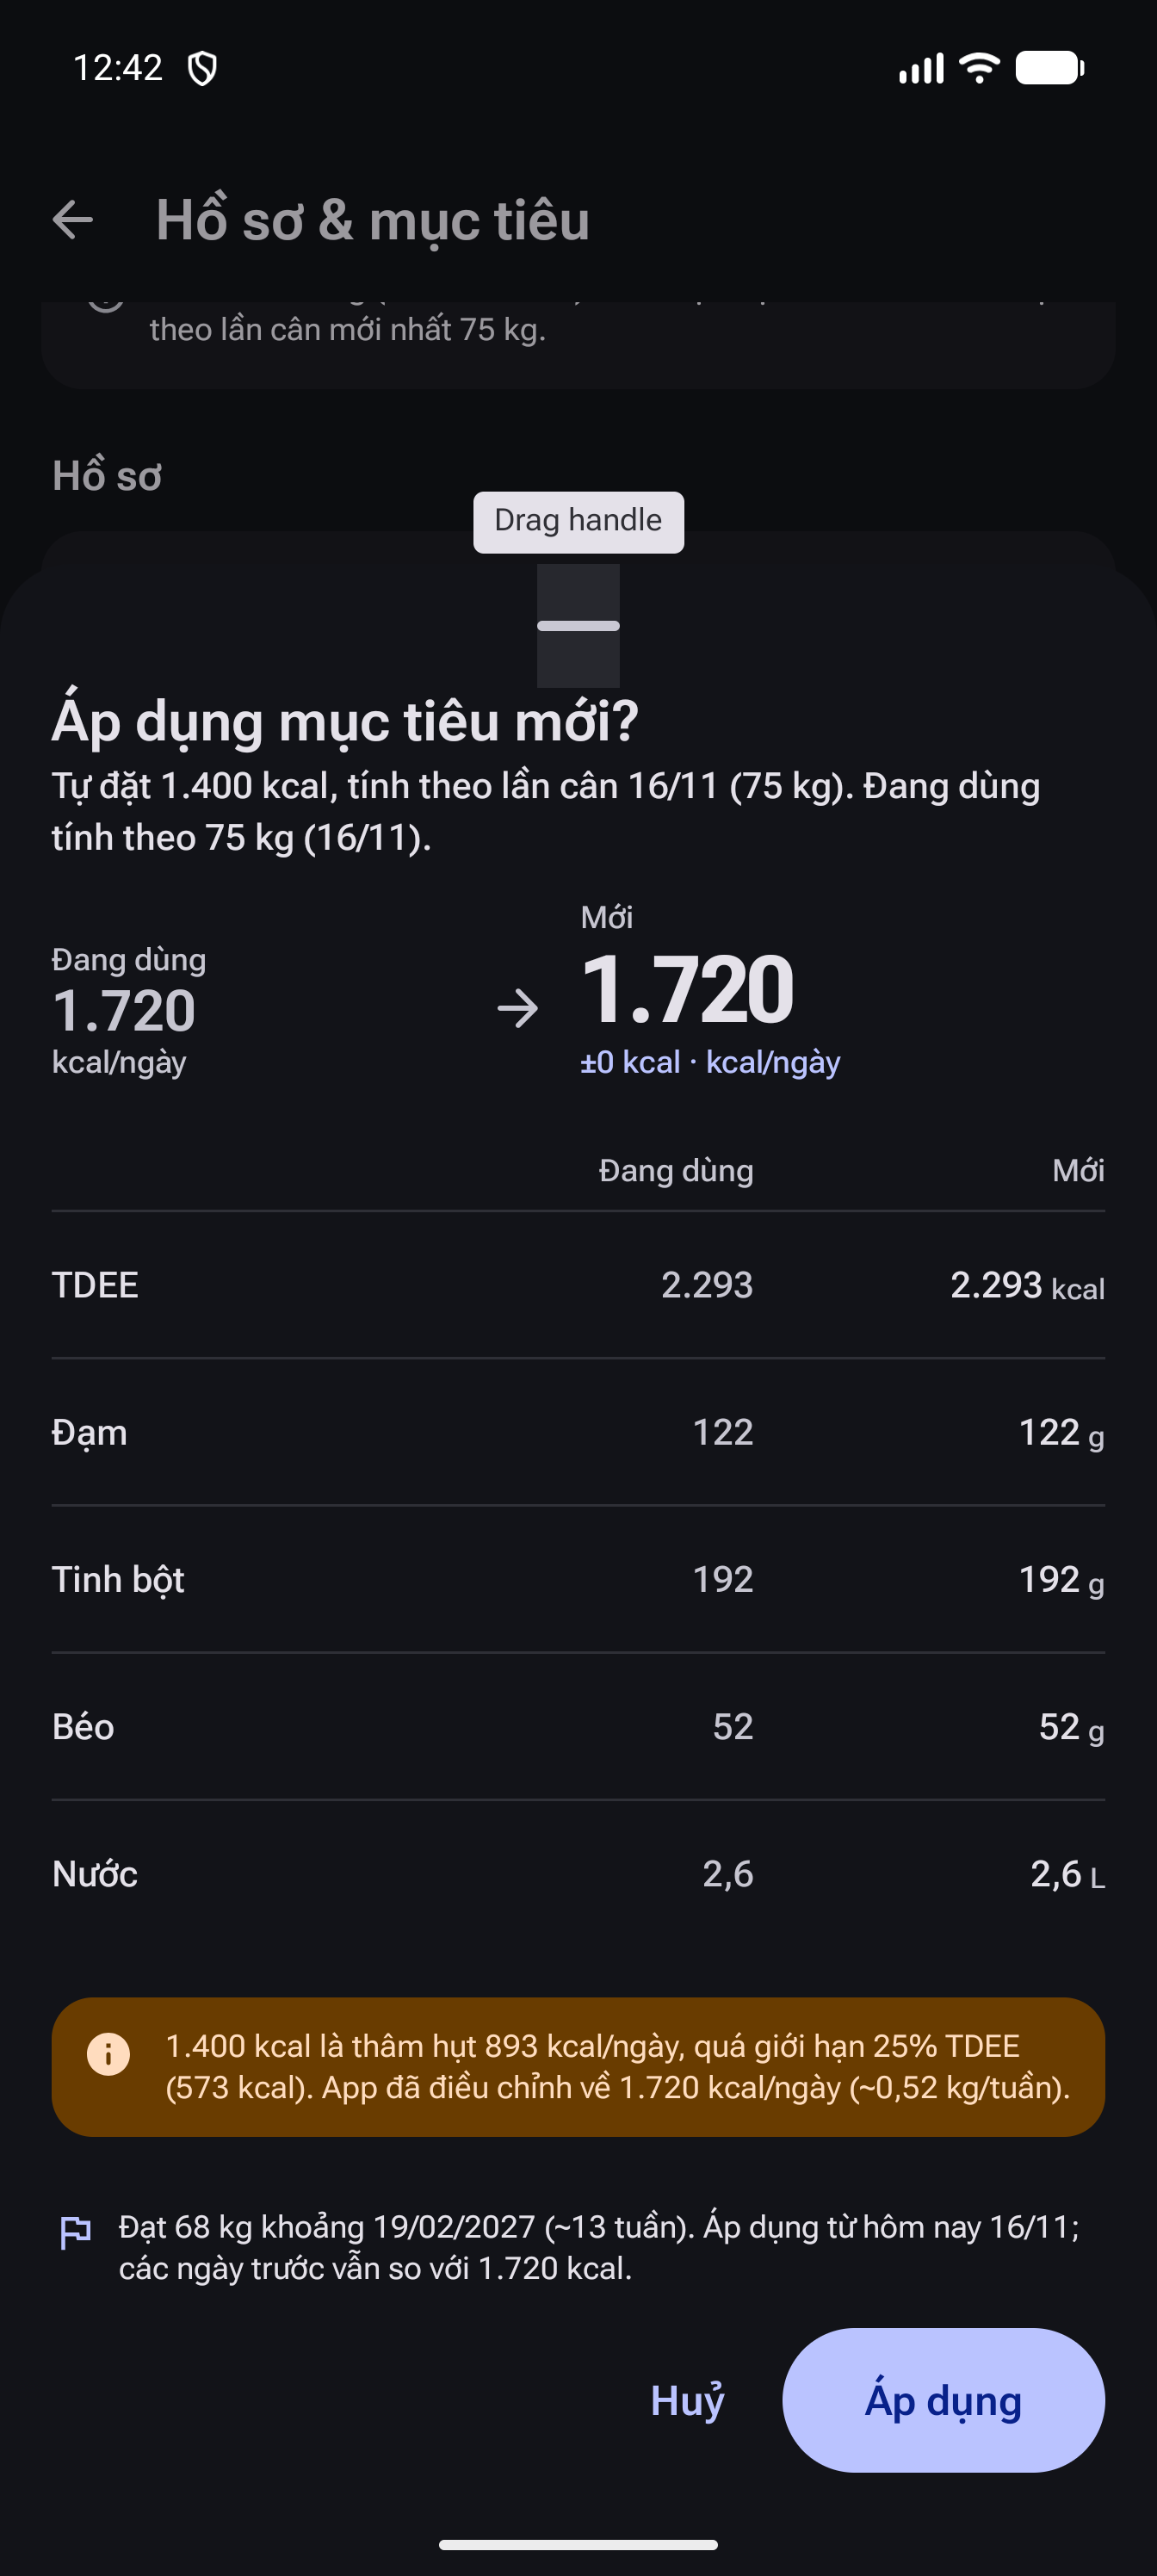 12:42
Hồ sơ & mục tiêu
theo lần cân mới nhất 75 kg.
Hồ sơ
Drag handle
Áp dụng mục tiêu mới?
Tự đặt 1.400 kcal, tính theo lần cân 16/11 (75 kg). Đang dùng
tính theo 75 kg (16/11).
Đang dùng
1.720
kcal/ngày
Mới
1.720
±0 kcal · kcal/ngày
Đang dùng Mới
TDEE 2.293 2.293 kcal
Đạm 122 122 g
Tinh bột 192 192 g
Béo 52 52 g
Nước 2,6 2,6 L
1.400 kcal là thâm hụt 893 kcal/ngày, quá giới hạn 25% TDEE
(573 kcal). App đã điều chỉnh về 1.720 kcal/ngày (~0,52 kg/tuần).
Đạt 68 kg khoảng 19/02/2027 (~13 tuần). Áp dụng từ hôm nay 16/11;
các ngày trước vẫn so với 1.720 kcal.
Huỷ Áp dụng